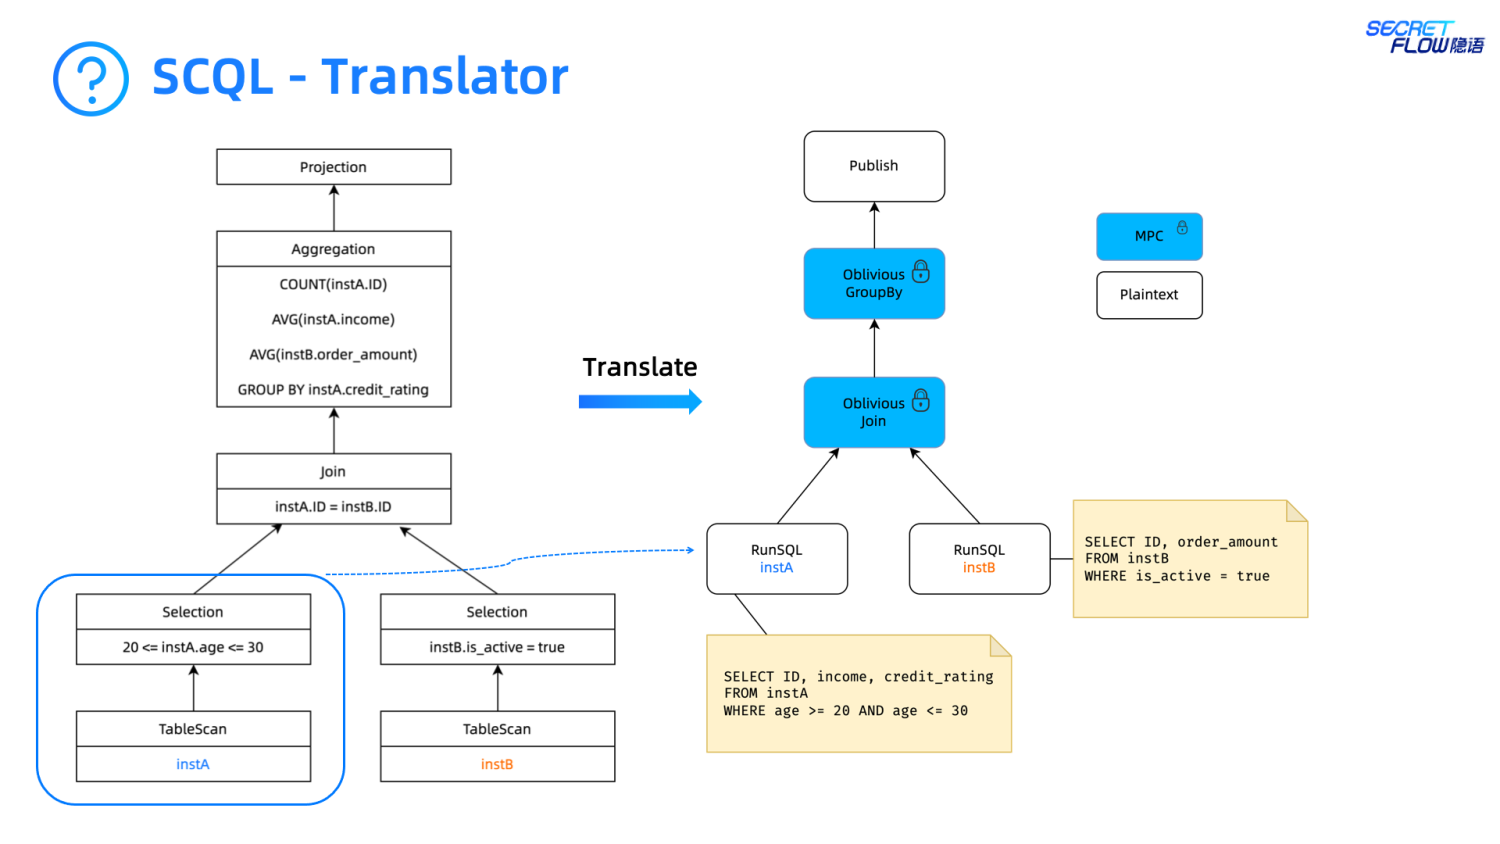 SECRET
FLOW隐语
SCQL - Translator
Projection
Aggregation
COUNT(instA.ID)
AVG(instA.income)
AVG(instB.order_amount)
GROUP BY instA.credit_rating
Join
instA.ID = instB.ID
Selection
20 <= instA.age <= 30
TableScan
instA
Selection
instB.is_active = true
TableScan
instB
Translate
Publish
Oblivious
GroupBy
Oblivious
Join
RunSQL
instA
RunSQL
instB
SELECT ID, order_amount
FROM instB
WHERE is_active = true
SELECT ID, income, credit_rating
FROM instA
WHERE age >= 20 AND age <= 30
MPC
Plaintext